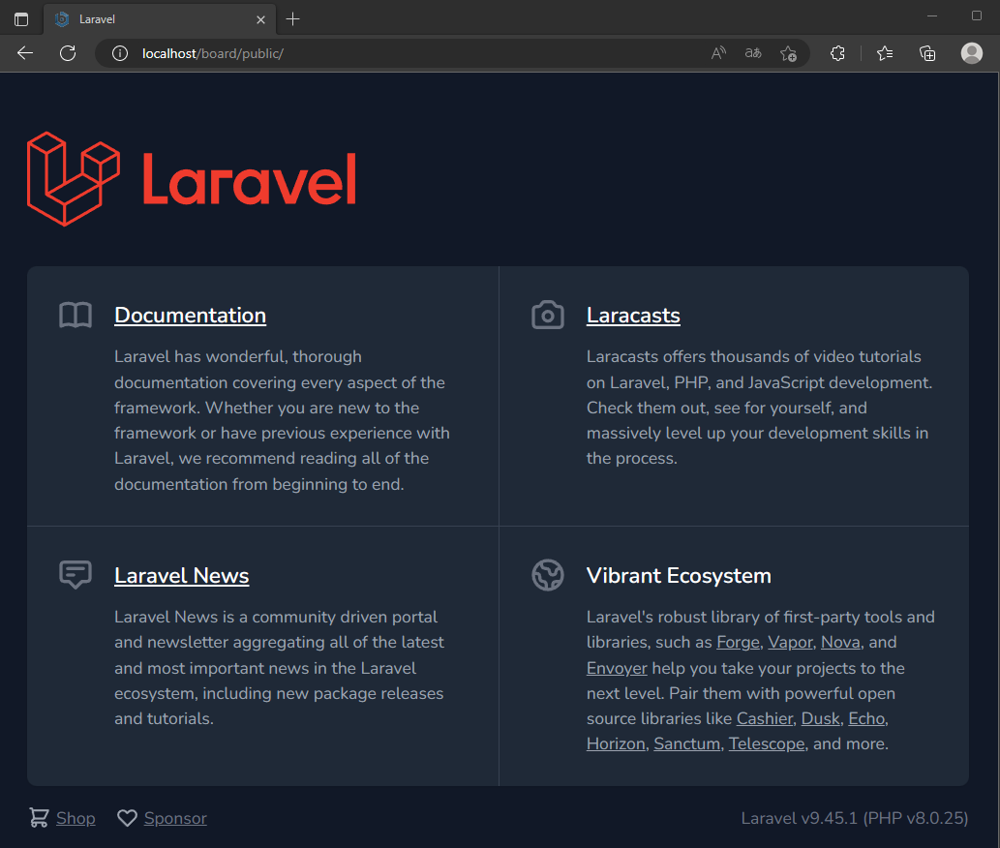 Laravel
localhost/board/public/
A
aあ
Laravel
Documentation
Laravel has wonderful, thorough
documentation covering every aspect of the
framework. Whether you are new to the
framework or have previous experience with
Laravel, we recommend reading all of the
documentation from beginning to end.
Laracasts
Laracasts offers thousands of video tutorials
on Laravel, PHP, and JavaScript development.
Check them out, see for yourself, and
massively level up your development skills in
the process.
Laravel News
Laravel News is a community driven portal
and newsletter aggregating all of the latest
and most important news in the Laravel
ecosystem, including new package releases
and tutorials.
Vibrant Ecosystem
Laravel's robust library of first-party tools and
libraries, such as Forge, Vapor, Nova, and
Envoyer help you take your projects to the
next level. Pair them with powerful open
source libraries like Cashier, Dusk, Echo,
Horizon, Sanctum, Telescope, and more.
Shop
Sponsor
Laravel v9.45.1 (PHP v8.0.25)